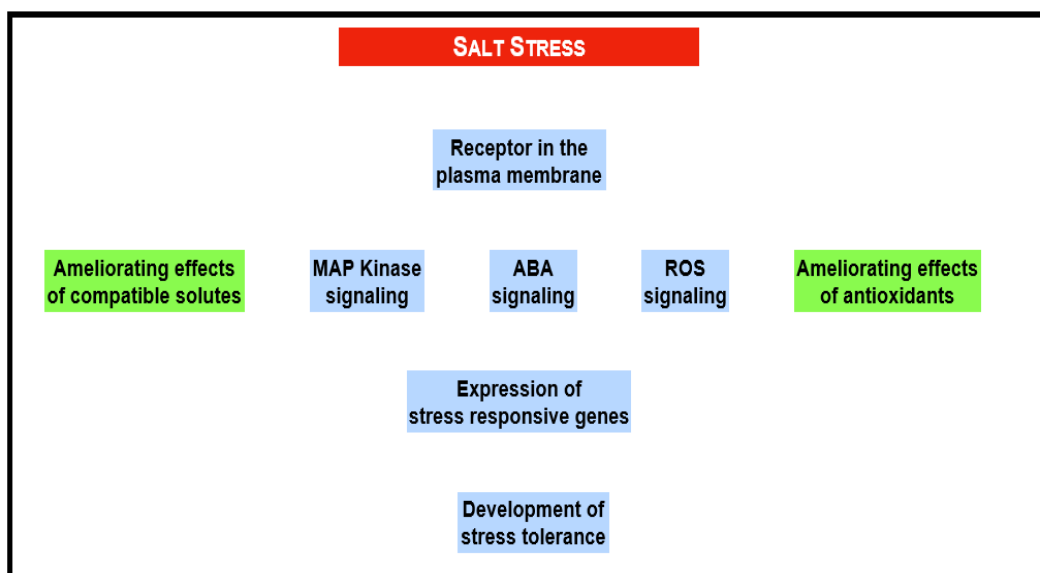 SALT STRESS
Receptor in the
plasma membrane
Ameliorating effects
of compatible solutes
MAP Kinase
signaling
ABA
signaling
ROS
signaling
Ameliorating effects
of antioxidants
Expression of
stress responsive genes
Development of
stress tolerance